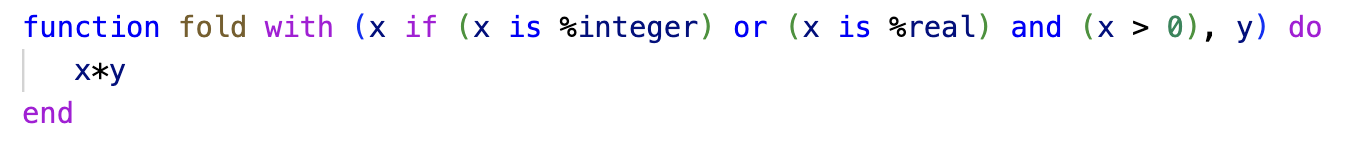 function fold with (x if (x is %integer) or (x is %real) and (x > 0), y) do
x*y
end